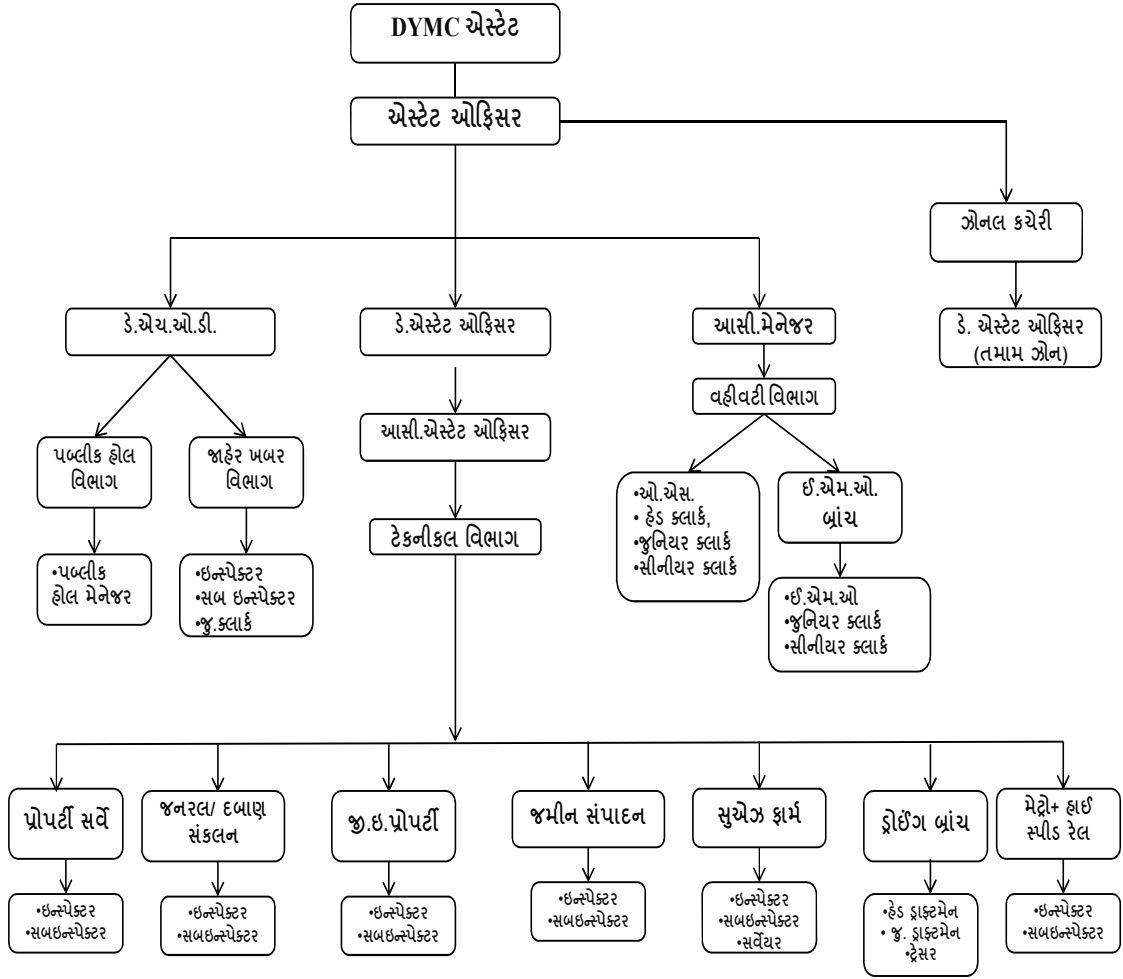 DYMC એસ્ટેટ
એસ્ટેટ ઓફિસર
ઝોનલ કચેરી
ડે.એચ.ઓ.ડી.
ડે.એસ્ટેટ ઓફિસર
આસી.મેનેજર
ડે. એસ્ટેટ ઓફિસર
(તમામ ઝોન)
વહીવટી વિભાગ
આસી.એસ્ટેટ ઓફિસર
પબ્લીક હોલ
વિભાગ
જાહેર ખબર
વિભાગ
•ઓ.એસ.
• હેડ ક્લાર્ક,
•જુનિયર ક્લાર્ક
•સીનીયર ક્લાર્ક
ઈ.એમ.ઓ.
બ્રાંચ
ટેકનીકલ વિભાગ
•પબ્લીક
હોલ મેનેજર
•ઇન્સ્પેક્ટર
•સબ ઇન્સ્પેક્ટર
•જુ.ક્લાર્ક
•ઈ.એમ.ઓ
•જુનિયર ક્લાર્ક
•સીનીયર ક્લાર્ક
પ્રોપર્ટી સર્વે
જનરલ/ દબાણ
સંકલન
જી.ઇ.પ્રોપર્ટી
જમીન સંપાદન
સુએઝ ફાર્મ
ડ્રોઈંગ બ્રાંચ
મેટ્રો+ હાઈ
સ્પીડ રેલ
•ઇન્સ્પેક્ટર
•સબઇન્સ્પેક્ટર
•ઇન્સ્પેક્ટર
•સબઇન્સ્પેક્ટર
•ઇન્સ્પેક્ટર
•સબઇન્સ્પેક્ટર
•ઇન્સ્પેક્ટર
•સબઇન્સ્પેક્ટર
•ઇન્સ્પેક્ટર
•સબઇન્સ્પેક્ટર
•સર્વેયર
•હેડ ડ્રાફ્ટમેન
• જુ. ડ્રાફ્ટમેન
•ટ્રેસર
•ઇન્સ્પેક્ટર
•સબઇન્સ્પેક્ટર